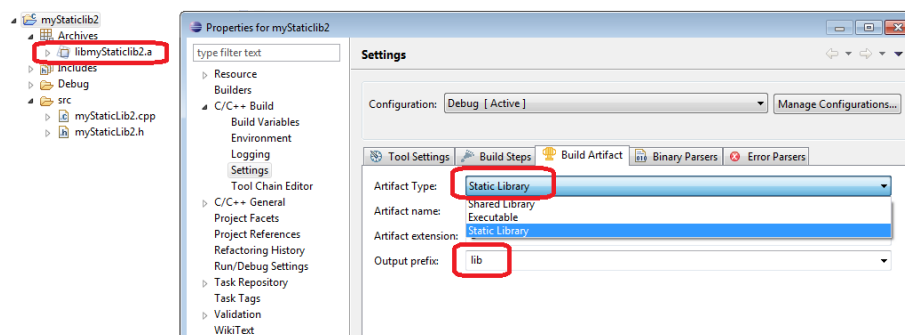 myStaticlib2
Archives
libmyStaticlib2.a
Includes
Debug
src
myStaticLib2.cpp
myStaticLib2.h
Properties for myStaticlib2
type filter text
Resource
Builders
C/C++ Build
Build Variables
Environment
Logging
Settings
Tool Chain Editor
C/C++ General
Project Facets
Project References
Refactoring History
Run/Debug Settings
Task Repository
Task Tags
Validation
WikiText
Settings
Configuration: Debug [ Active ] Manage Configurations...
Tool Settings Build Steps Build Artifact Binary Parsers Error Parsers
Artifact Type: Static Library
Shared Library
Artifact name:
Executable
Static Library
Artifact extension:
Output prefix: lib